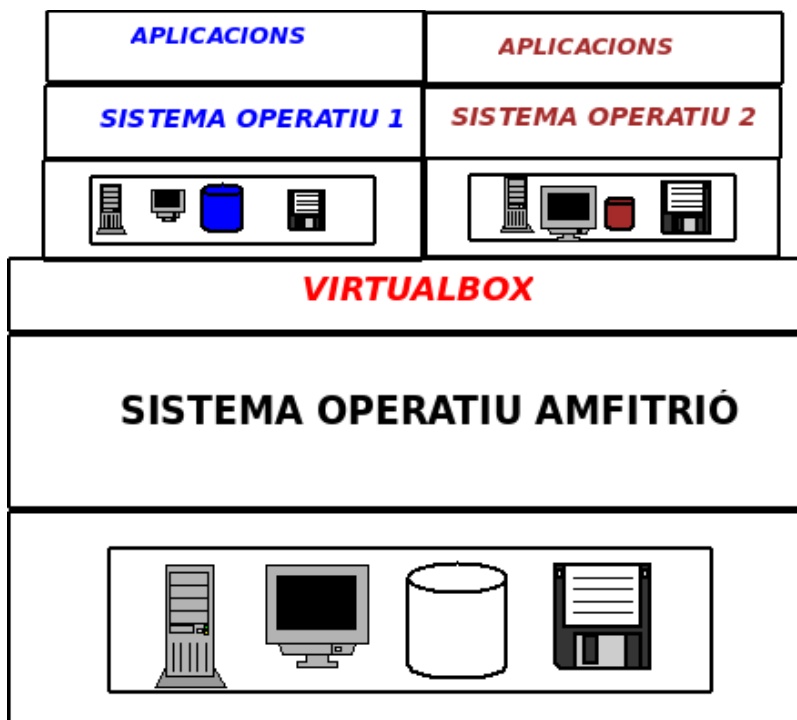 APLICACIONS
APLICACIONS
SISTEMA OPERATIU 1
SISTEMA OPERATIU 2
VIRTUALBOX
SISTEMA OPERATIU AMFITRIÓ